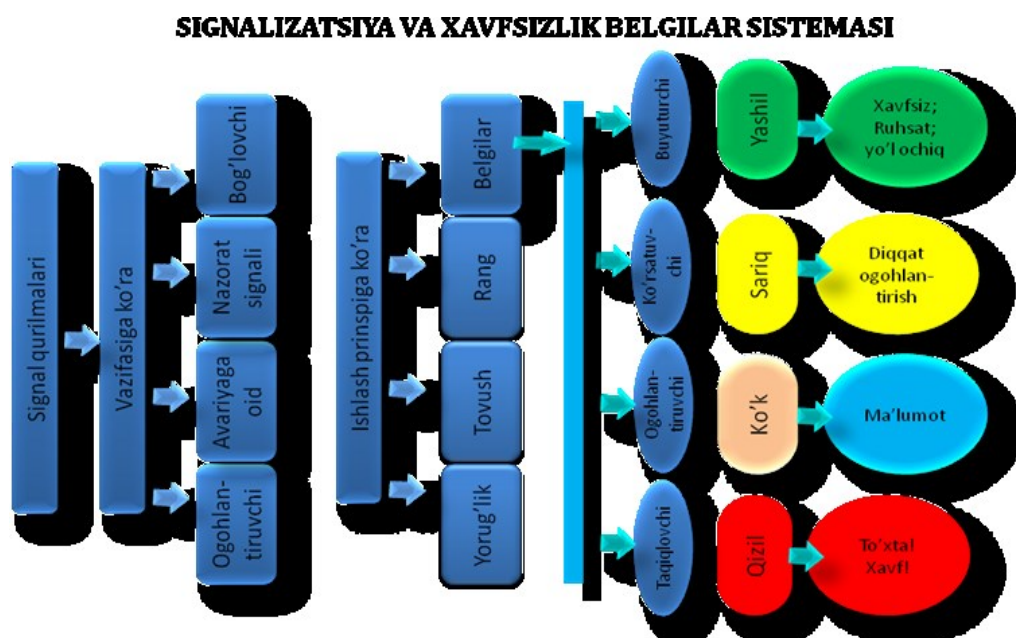 SIGNALIZATSIYA VA XAVFSIZLIK BELGILAR SISTEMASI
Signal qurilmalari
Vazifasiga ko'ra
Bog'lovchi
Nazorat
signali
Avariyaga
oid
Ogohlan-
tiruvchi
Ishlash prinspiga ko'ra
Belgilar
Rang
Tovush
Yorug'lik
Buyuturchi
Ko'rsatuv-
chi
Ogohlan-
tiruvchi
Taqiqlovchi
Yashil
Xavfsiz;
Ruhsat;
yo'l ochiq
Sariq
Diqqat
ogohlan-
tirish
Ko'k
Ma'lumot
Qizil
To'xta!
Xavf!